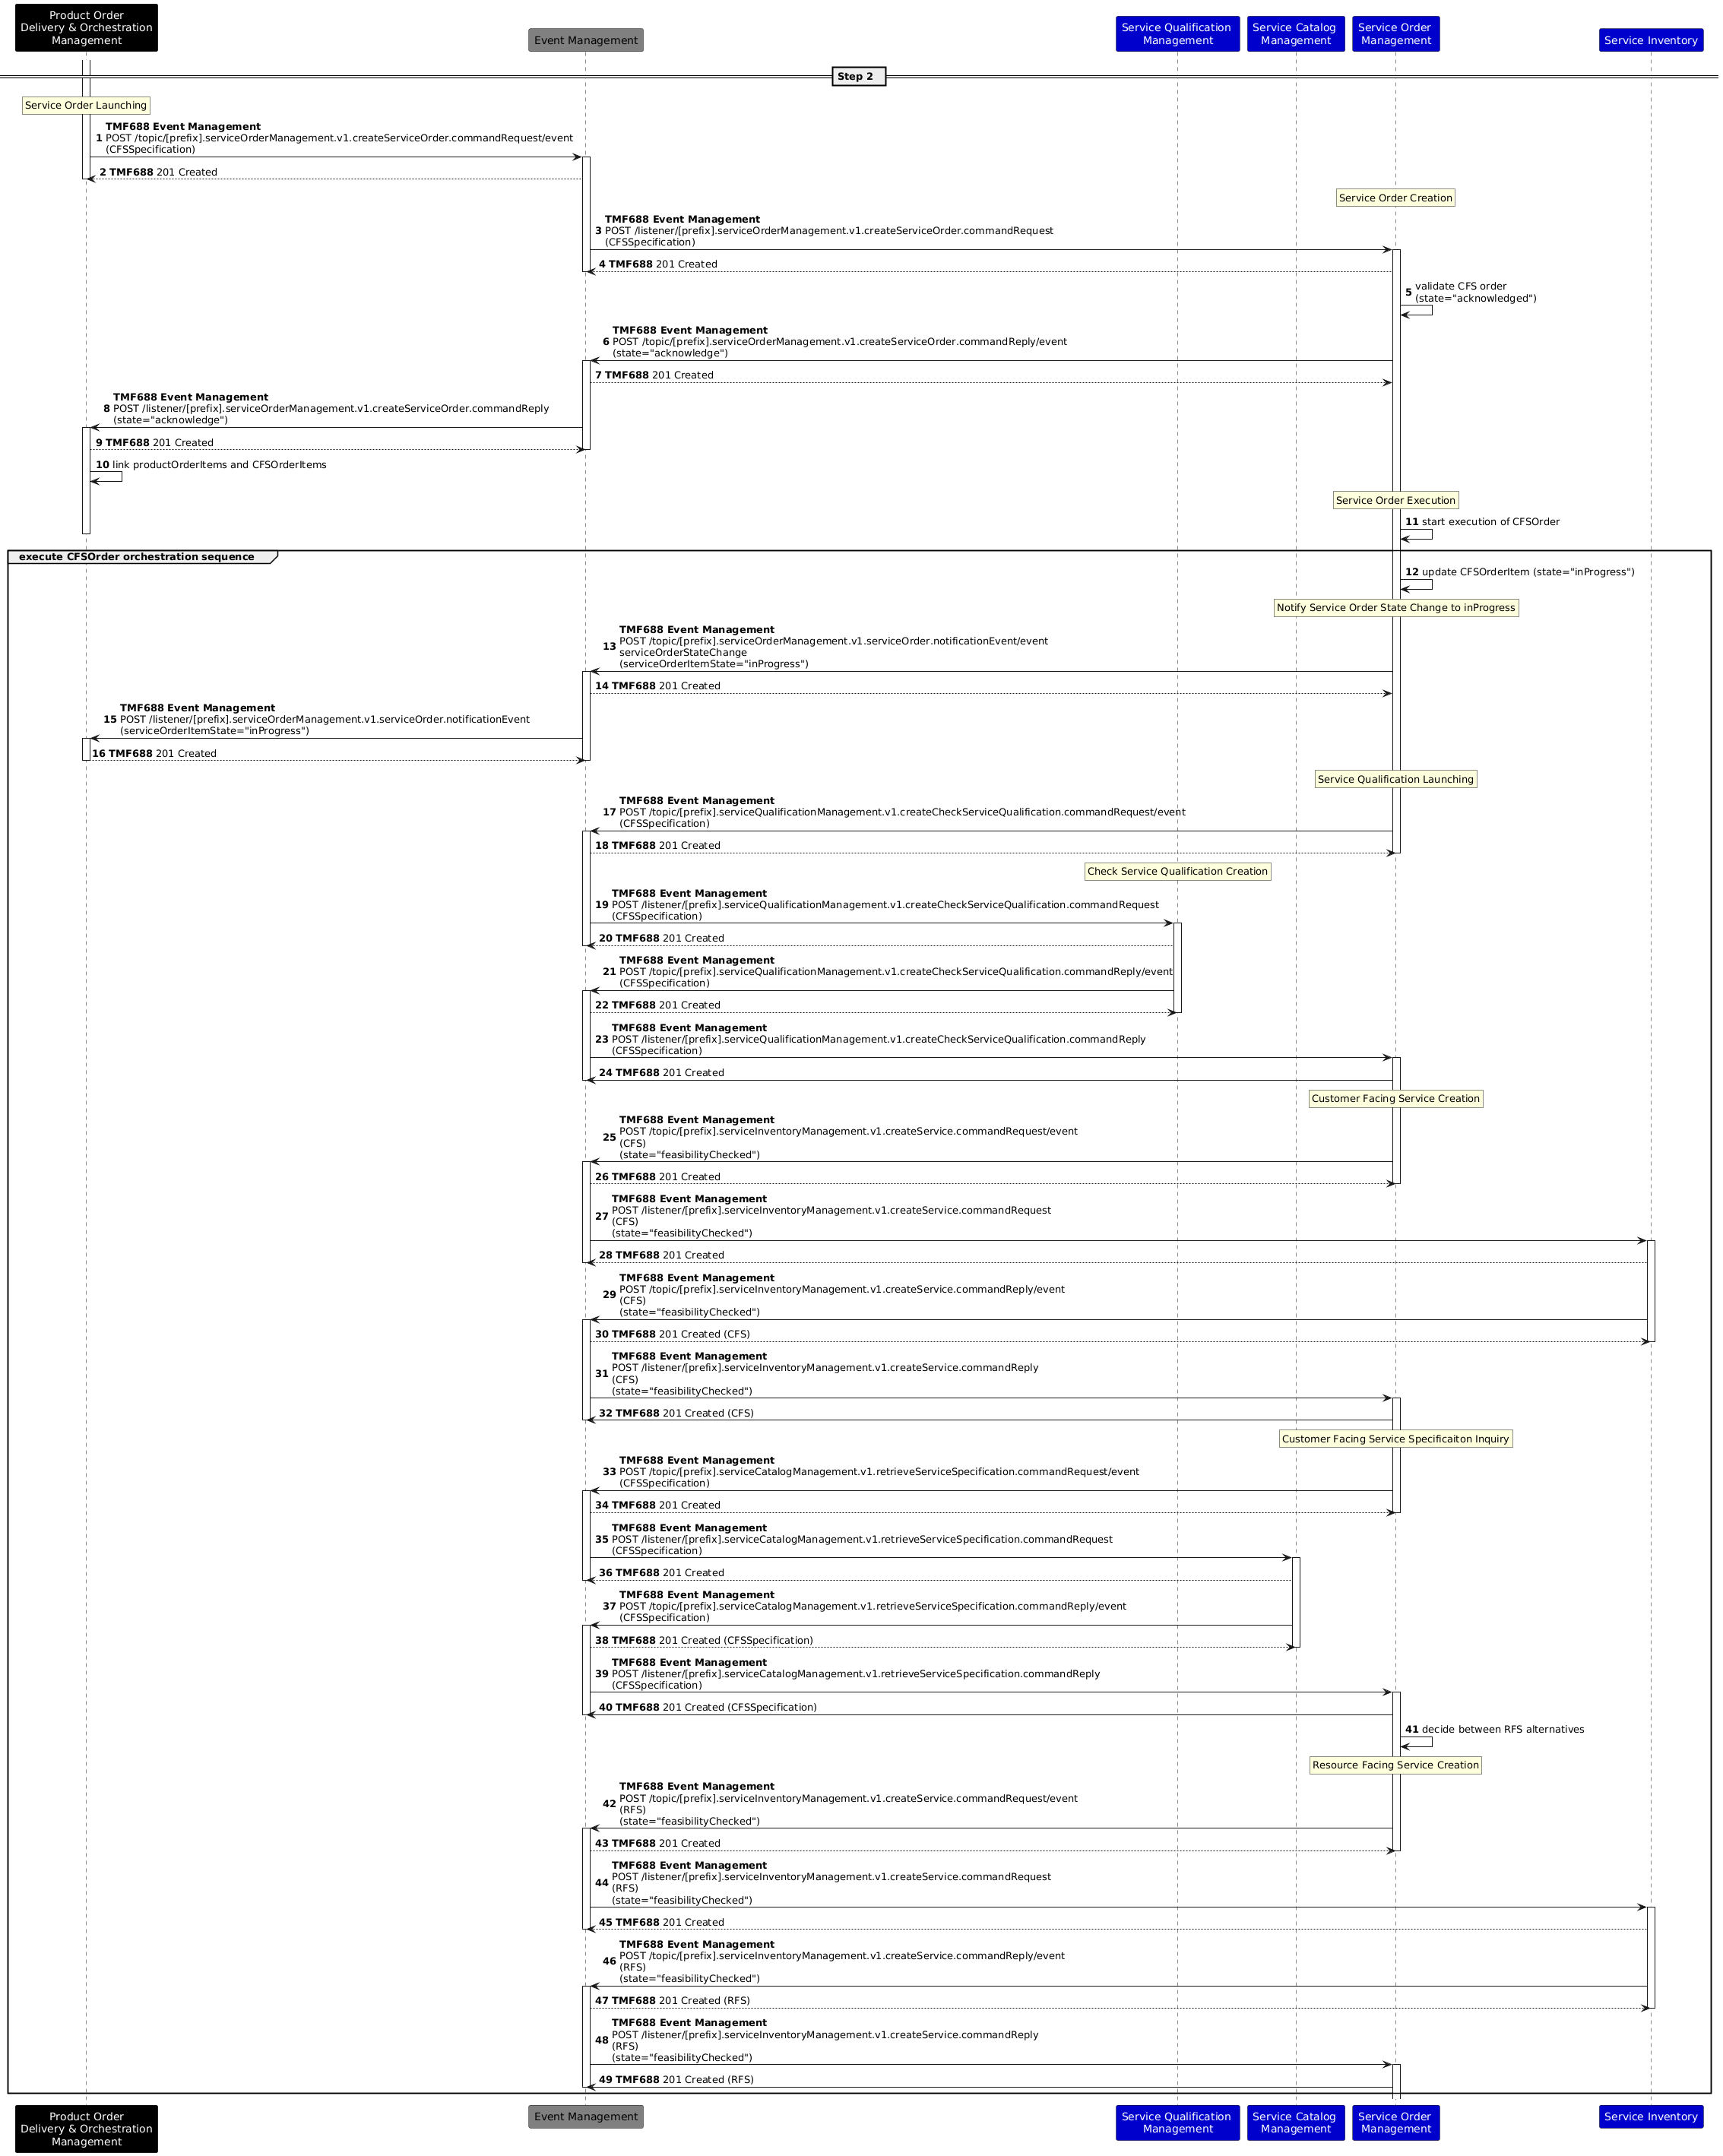 Product Order
Delivery & Orchestration
Management
Event Management
Service Qualification
Management
Service Catalog
Management
Service Order
Management
Service Inventory
Step 2
Service Order Launching
TMF688 Event Management
1 POST /topic/[prefix].serviceOrderManagement.v1.createServiceOrder.commandRequest/event
(CFSSpecification)
2 TMF688 201 Created
Service Order Creation
TMF688 Event Management
3 POST /listener/[prefix].serviceOrderManagement.v1.createServiceOrder.commandRequest
(CFSSpecification)
4 TMF688 201 Created
5 validate CFS order
(state="acknowledged")
TMF688 Event Management
6 POST /topic/[prefix].serviceOrderManagement.v1.createServiceOrder.commandReply/event
(state="acknowledge")
7 TMF688 201 Created
TMF688 Event Management
8 POST /listener/[prefix].serviceOrderManagement.v1.createServiceOrder.commandReply
(state="acknowledge")
9 TMF688 201 Created
10 link productOrderItems and CFSOrderItems
Service Order Execution
11 start execution of CFSOrder
execute CFSOrder orchestration sequence
12 update CFSOrderItem (state="inProgress")
Notify Service Order State Change to inProgress
TMF688 Event Management
13 POST /topic/[prefix].serviceOrderManagement.v1.serviceOrder.notificationEvent/event
serviceOrderStateChange
(serviceOrderItemState="inProgress")
14 TMF688 201 Created
TMF688 Event Management
15 POST /listener/[prefix].serviceOrderManagement.v1.serviceOrder.notificationEvent
(serviceOrderItemState="inProgress")
16 TMF688 201 Created
Service Qualification Launching
TMF688 Event Management
17 POST /topic/[prefix].serviceQualificationManagement.v1.createCheckServiceQualification.commandRequest/event
(CFSSpecification)
18 TMF688 201 Created
Check Service Qualification Creation
TMF688 Event Management
19 POST /listener/[prefix].serviceQualificationManagement.v1.createCheckServiceQualification.commandRequest
(CFSSpecification)
20 TMF688 201 Created
TMF688 Event Management
21 POST /topic/[prefix].serviceQualificationManagement.v1.createCheckServiceQualification.commandReply/event
(CFSSpecification)
22 TMF688 201 Created
TMF688 Event Management
23 POST /listener/[prefix].serviceQualificationManagement.v1.createCheckServiceQualification.commandReply
(CFSSpecification)
24 TMF688 201 Created
Customer Facing Service Creation
TMF688 Event Management
25 POST /topic/[prefix].serviceInventoryManagement.v1.createService.commandRequest/event
(CFS)
(state="feasibilityChecked")
26 TMF688 201 Created
TMF688 Event Management
27 POST /listener/[prefix].serviceInventoryManagement.v1.createService.commandRequest
(CFS)
(state="feasibilityChecked")
28 TMF688 201 Created
TMF688 Event Management
29 POST /topic/[prefix].serviceInventoryManagement.v1.createService.commandReply/event
(CFS)
(state="feasibilityChecked")
30 TMF688 201 Created (CFS)
TMF688 Event Management
31 POST /listener/[prefix].serviceInventoryManagement.v1.createService.commandReply
(CFS)
(state="feasibilityChecked")
32 TMF688 201 Created (CFS)
Customer Facing Service Specificaiton Inquiry
TMF688 Event Management
33 POST /topic/[prefix].serviceCatalogManagement.v1.retrieveServiceSpecification.commandRequest/event
(CFSSpecification)
34 TMF688 201 Created
TMF688 Event Management
35 POST /listener/[prefix].serviceCatalogManagement.v1.retrieveServiceSpecification.commandRequest
(CFSSpecification)
36 TMF688 201 Created
TMF688 Event Management
37 POST /topic/[prefix].serviceCatalogManagement.v1.retrieveServiceSpecification.commandReply/event
(CFSSpecification)
38 TMF688 201 Created (CFSSpecification)
TMF688 Event Management
39 POST /listener/[prefix].serviceCatalogManagement.v1.retrieveServiceSpecification.commandReply
(CFSSpecification)
40 TMF688 201 Created (CFSSpecification)
41 decide between RFS alternatives
Resource Facing Service Creation
TMF688 Event Management
42 POST /topic/[prefix].serviceInventoryManagement.v1.createService.commandRequest/event
(RFS)
(state="feasibilityChecked")
43 TMF688 201 Created
TMF688 Event Management
44 POST /listener/[prefix].serviceInventoryManagement.v1.createService.commandRequest
(RFS)
(state="feasibilityChecked")
45 TMF688 201 Created
TMF688 Event Management
46 POST /topic/[prefix].serviceInventoryManagement.v1.createService.commandReply/event
(RFS)
(state="feasibilityChecked")
47 TMF688 201 Created (RFS)
TMF688 Event Management
48 POST /listener/[prefix].serviceInventoryManagement.v1.createService.commandReply
(RFS)
(state="feasibilityChecked")
49 TMF688 201 Created (RFS)
Product Order
Delivery & Orchestration
Management
Event Management
Service Qualification
Management
Service Catalog
Management
Service Order
Management
Service Inventory